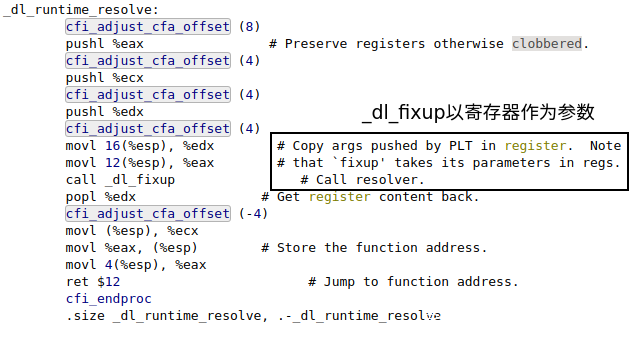 _dl_runtime_resolve:
cfi_adjust_cfa_offset (8)
pushl %eax # Preserve registers otherwise clobbered.
cfi_adjust_cfa_offset (4)
pushl %ecx
cfi_adjust_cfa_offset (4)
pushl %edx
cfi_adjust_cfa_offset (4)
_dl_fixup以寄存器作为参数
movl 16(%esp), %edx # Copy args pushed by PLT in register. Note
movl 12(%esp), %eax # that `fixup' takes its parameters in regs.
call _dl_fixup # Call resolver.
popl %edx # Get register content back.
cfi_adjust_cfa_offset (-4)
movl (%esp), %ecx
movl %eax, (%esp) # Store the function address.
movl 4(%esp), %eax
ret $12 # Jump to function address.
cfi_endproc
.size _dl_runtime_resolve, .-_dl_runtime_resolve